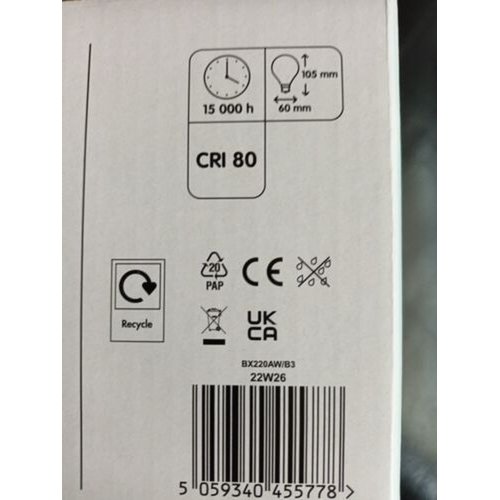 15 000 h
105 mm
60 mm
CRI 80
Recycle
20
PAP
CE
UK
CA
BX220AW/B3
22W26
5 059340 455778 >